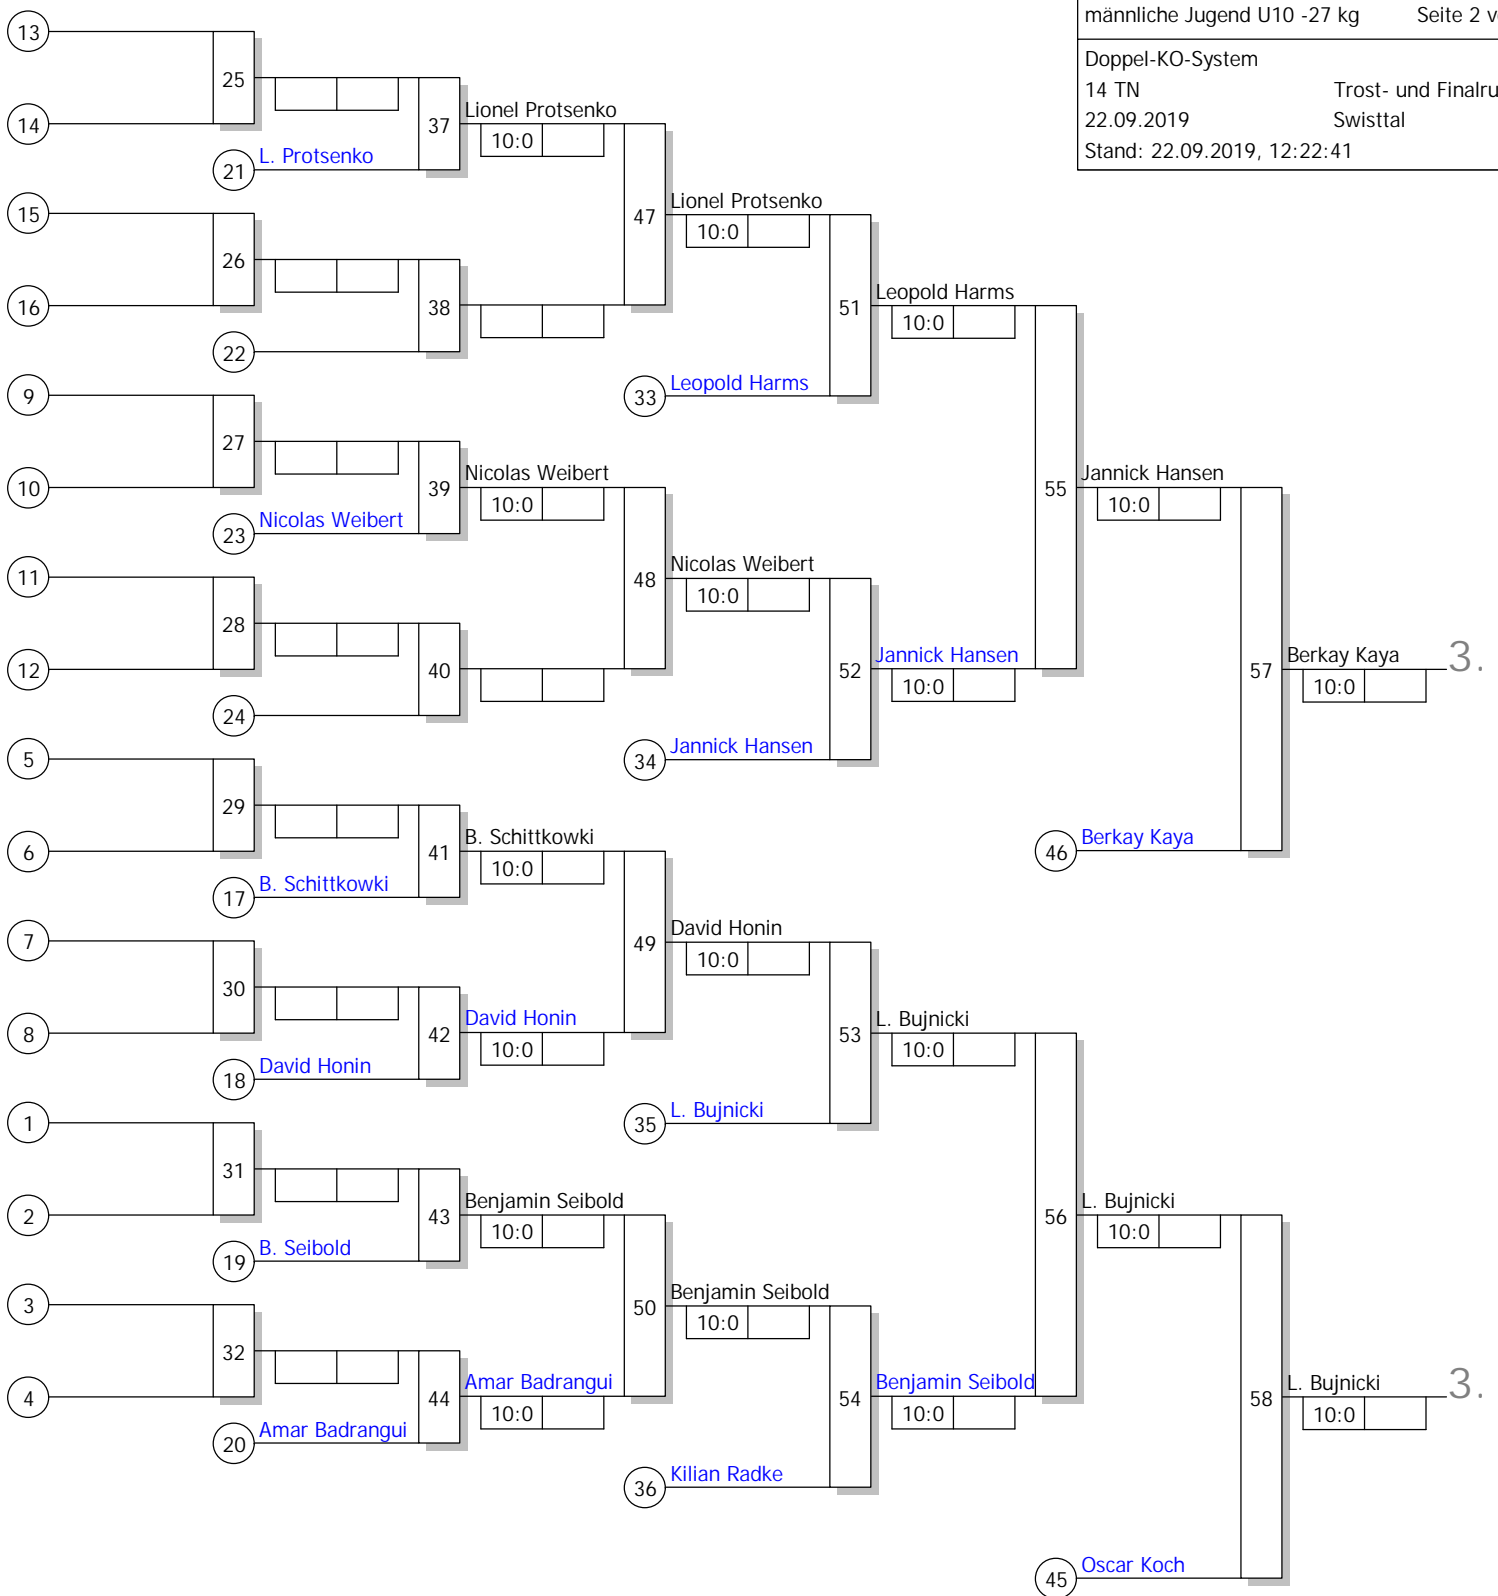 männliche Jugend U10 -27 kg Seite 2
Doppel-KO-System
14 TN Trost- und
22.09.2019 Swisttal
Stand: 22.09.2019, 12:22:41
13
25
14
37
Lionel Protsenko
10:0
21 L. Protsenko
15
47
Lionel Protsenko
10:0
26
16
38
51
Leopold Harms
10:0
22
33 Leopold Harms
9
27
10
39
Nicolas Weibert
10:0
55
Jannick Hansen
10:0
23 Nicolas Weibert
11
48
Nicolas Weibert
10:0
28
12
40
52
Jannick Hansen
10:0
57
Berkay Kaya
10:0
3.
24
34 Jannick Hansen
5
29
6
41
B. Schittkowki
10:0
46 Berkay Kaya
17 B. Schittkowki
7
49
David Honin
10:0
30
8
42
David Honin
10:0
53
L. Bujnicki
10:0
18 David Honin
35 L. Bujnicki
1
31
2
43
Benjamin Seibold
10:0
56
L. Bujnicki
10:0
19 B. Seibold
3
50
Benjamin Seibold
10:0
32
4
44
Amar Badrangui
10:0
54
Benjamin Seibold
10:0
58
L. Bujnicki
10:0
3.
20 Amar Badrangui
36 Kilian Radke
45 Oscar Koch